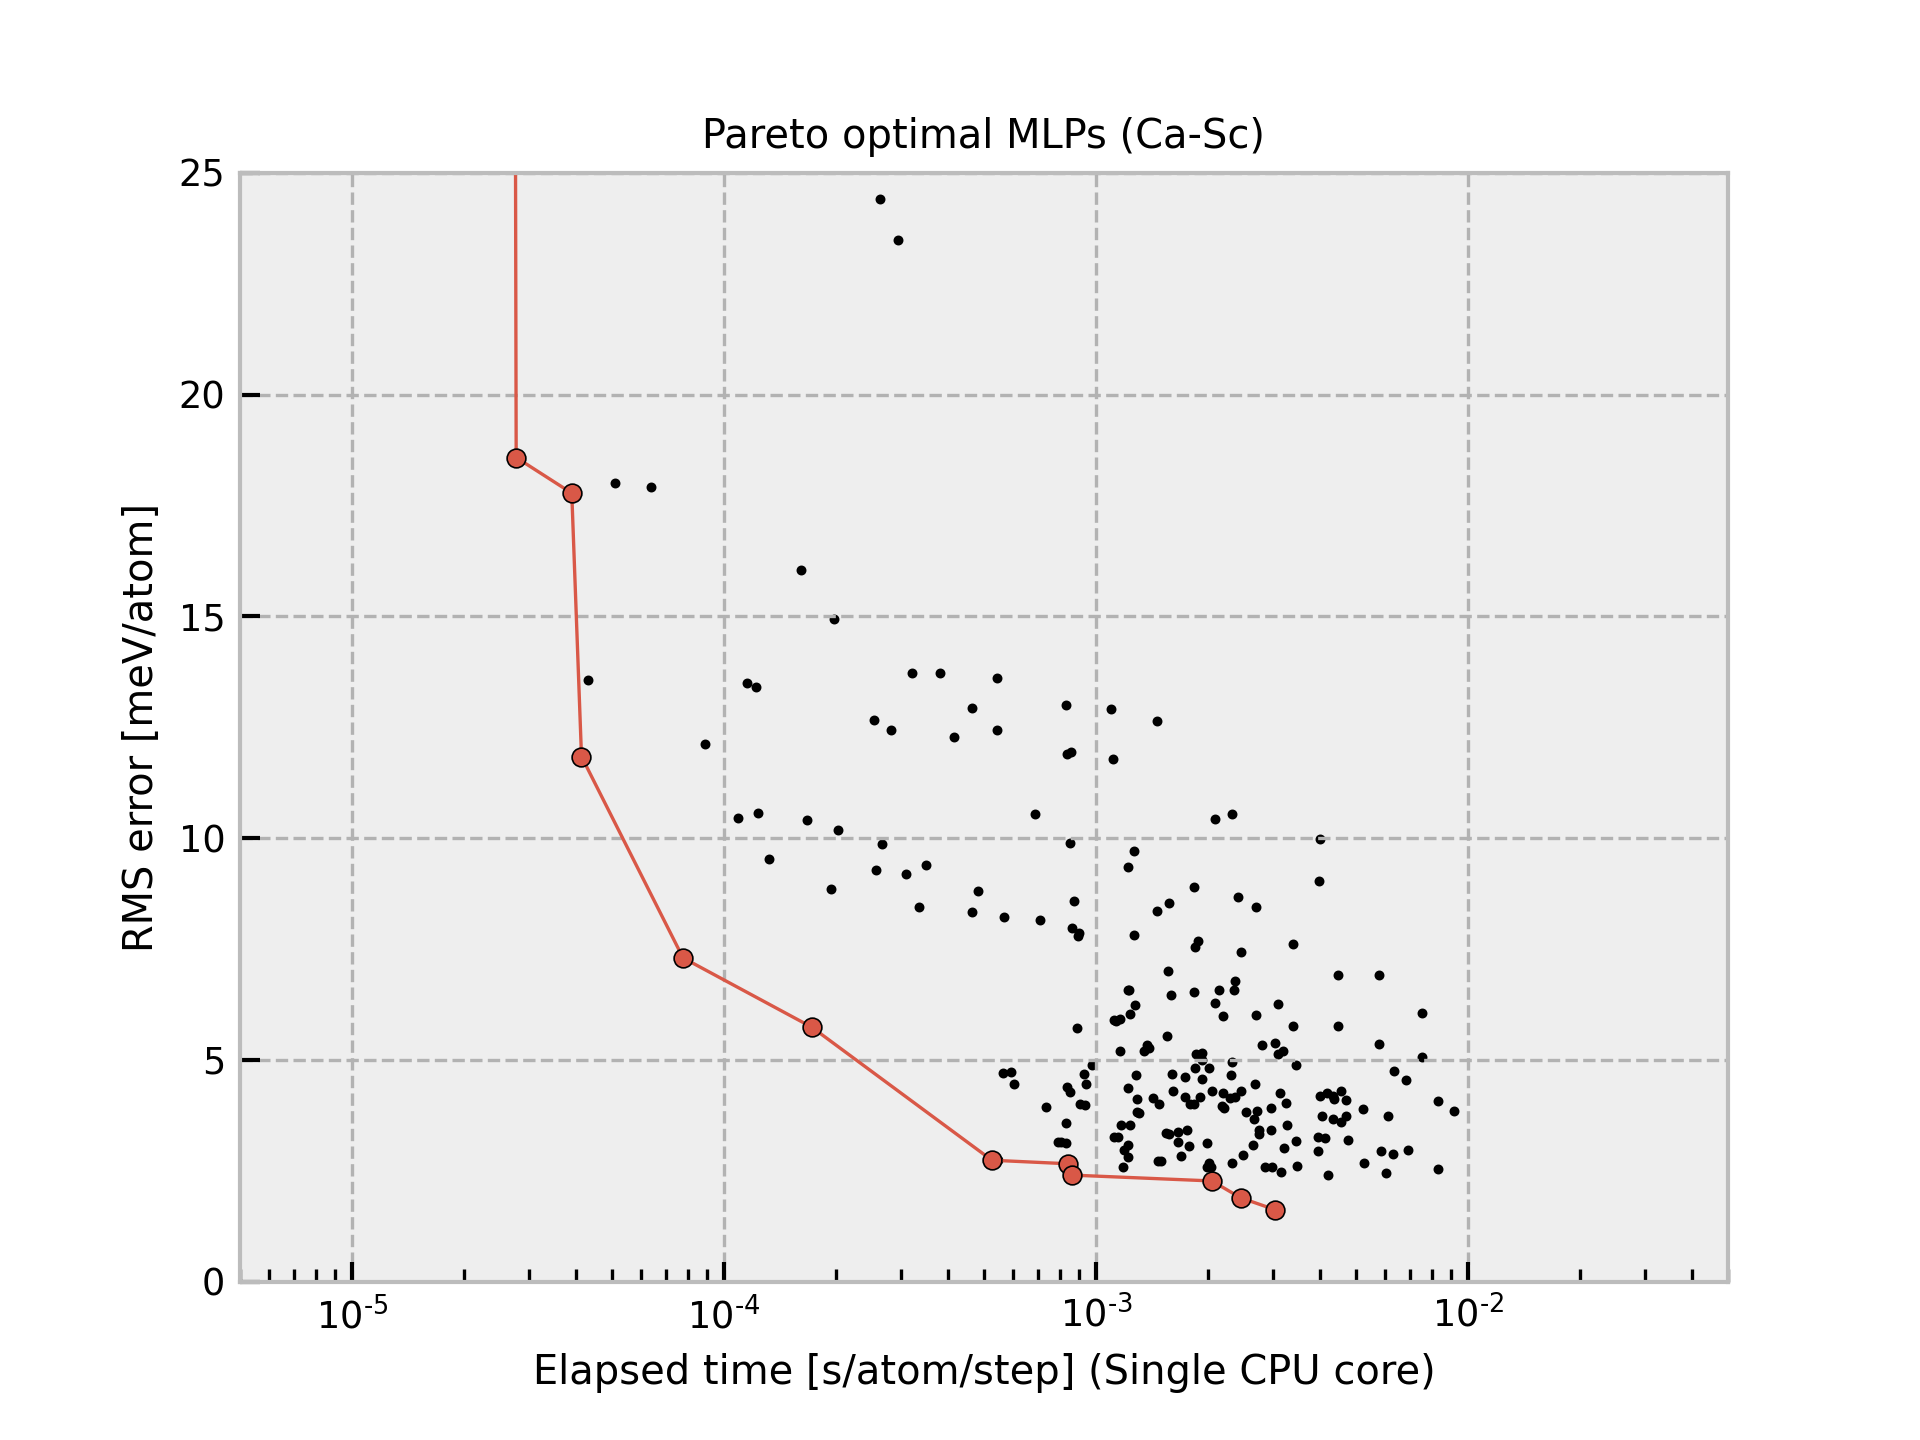 Pareto optimal MLPs (Ca-Sc)
25
20
15
10
5
0
RMS error [meV/atom]
10⁻⁵ 10⁻⁴ 10⁻³ 10⁻²
Elapsed time [s/atom/step] (Single CPU core)